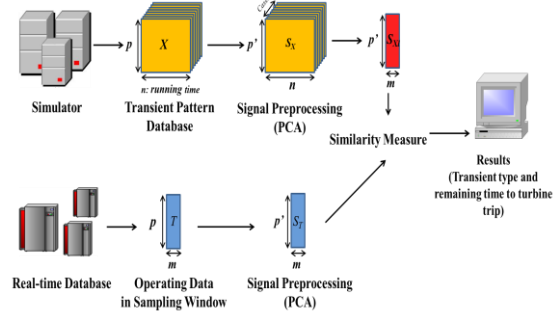 Case
p
X
p'
S_X
p'
S_Xi
n: running time
n
m
Simulator
Transient Pattern
Database
Signal Preprocessing
(PCA)
Similarity Measure
Results
(Transient type and
remaining time to turbine
trip)
p
T
p'
S_T
m
m
Real-time Database
Operating Data
in Sampling Window
Signal Preprocessing
(PCA)